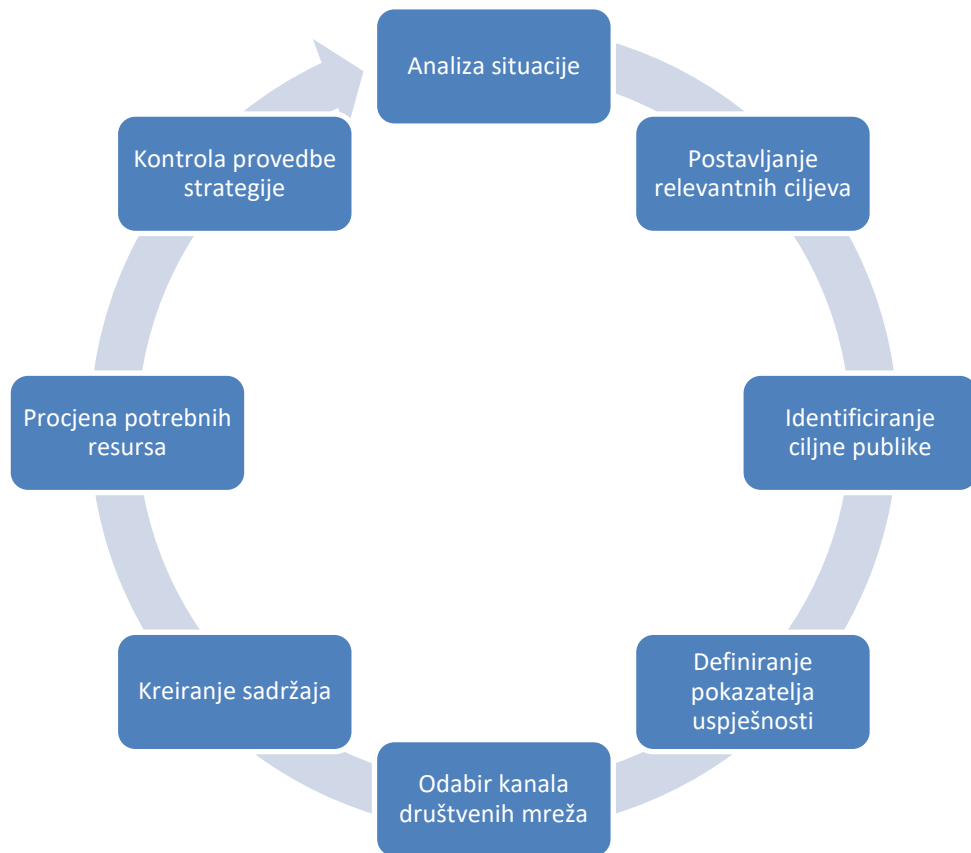 Analiza situacije
Postavljanje
relevantnih ciljeva
Identificiranje
ciljne publike
Definiranje
pokazatelja
uspješnosti
Odabir kanala
društvenih mreža
Kreiranje sadržaja
Procjena potrebnih
resursa
Kontrola provedbe
strategije